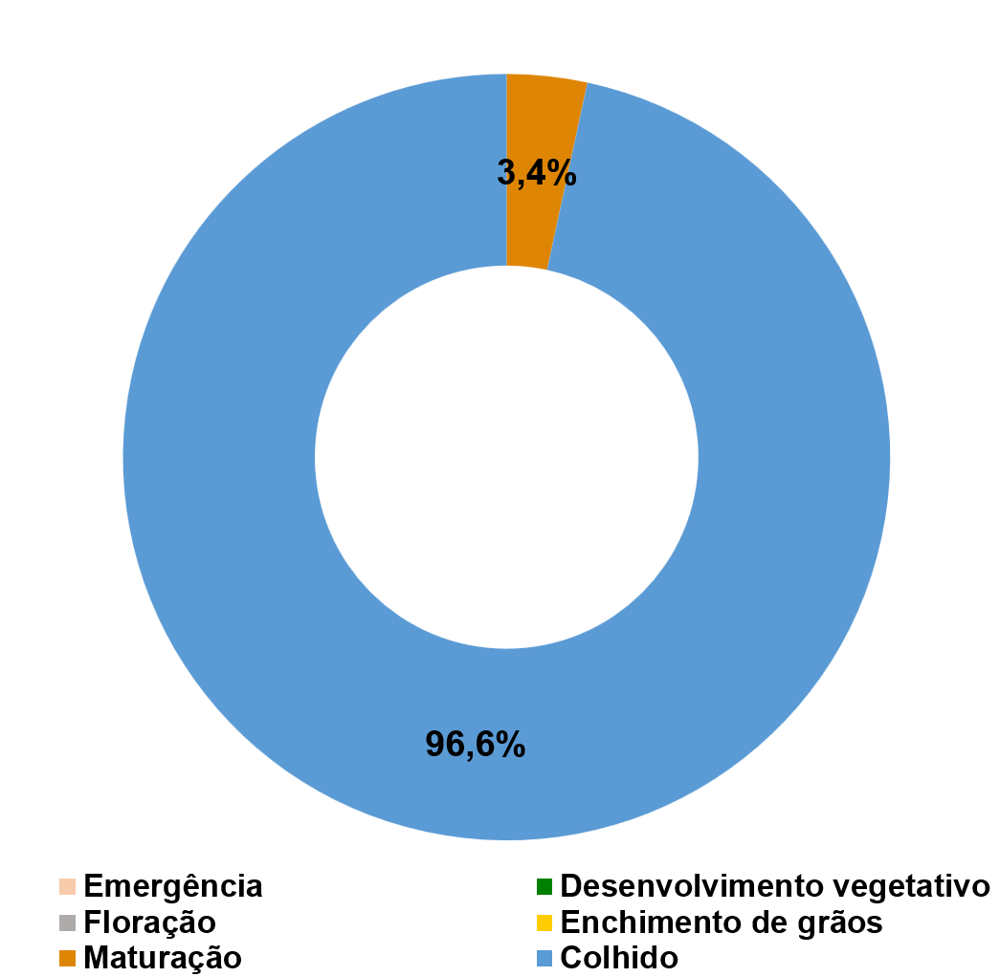 3,4%
96,6%
Emergência
Desenvolvimento vegetativo
Floração
Enchimento de grãos
Maturação
Colhido